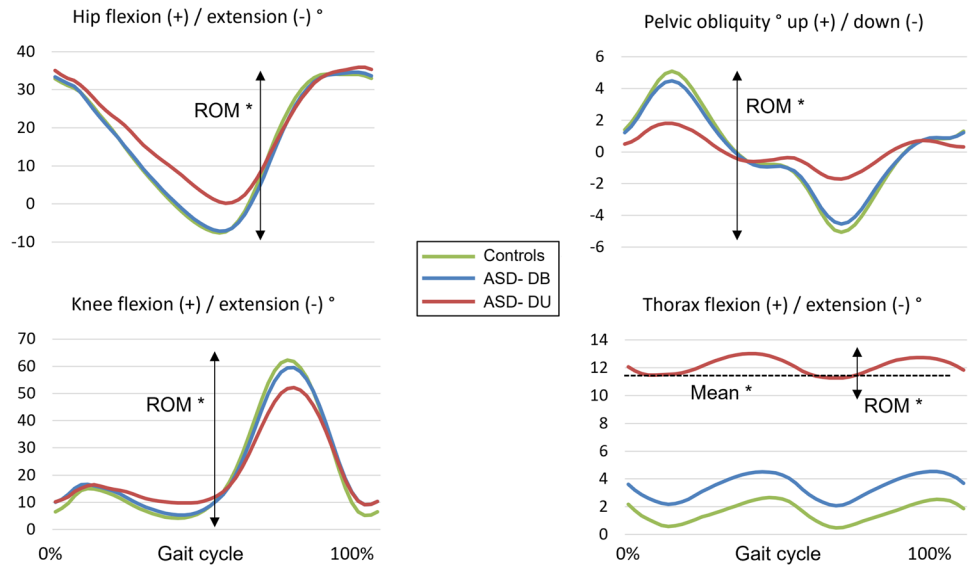 Hip flexion (+) / extension (-) °
40
30
20
10
0
-10
ROM *
Pelvic obliquity ° up (+) / down (-)
6
4
2
0
-2
-4
-6
ROM *
Controls
ASD- DB
ASD- DU
Knee flexion (+) / extension (-) °
70
60
50
40
30
20
10
0
ROM *
0% Gait cycle 100%
Thorax flexion (+) / extension (-) °
14
12
10
8
6
4
2
0
Mean *
ROM *
0% Gait cycle 100%